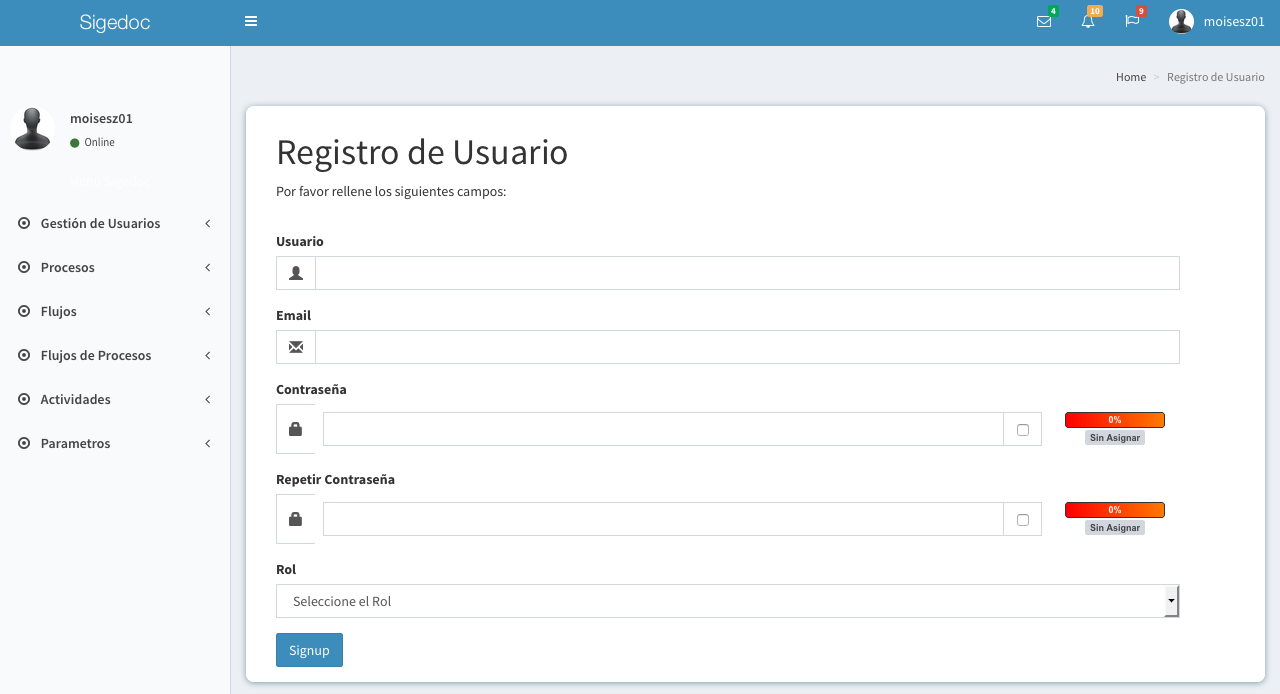 Sigedoc
4
10
9
moisesz01
Home > Registro de Usuario
moisesz01
Online
Gestión de Usuarios
Procesos
Flujos
Flujos de Procesos
Actividades
Parametros
Registro de Usuario
Por favor rellene los siguientes campos:
Usuario
Email
Contraseña
0%
Sin Asignar
Repetir Contraseña
0%
Sin Asignar
Rol
Seleccione el Rol
Signup